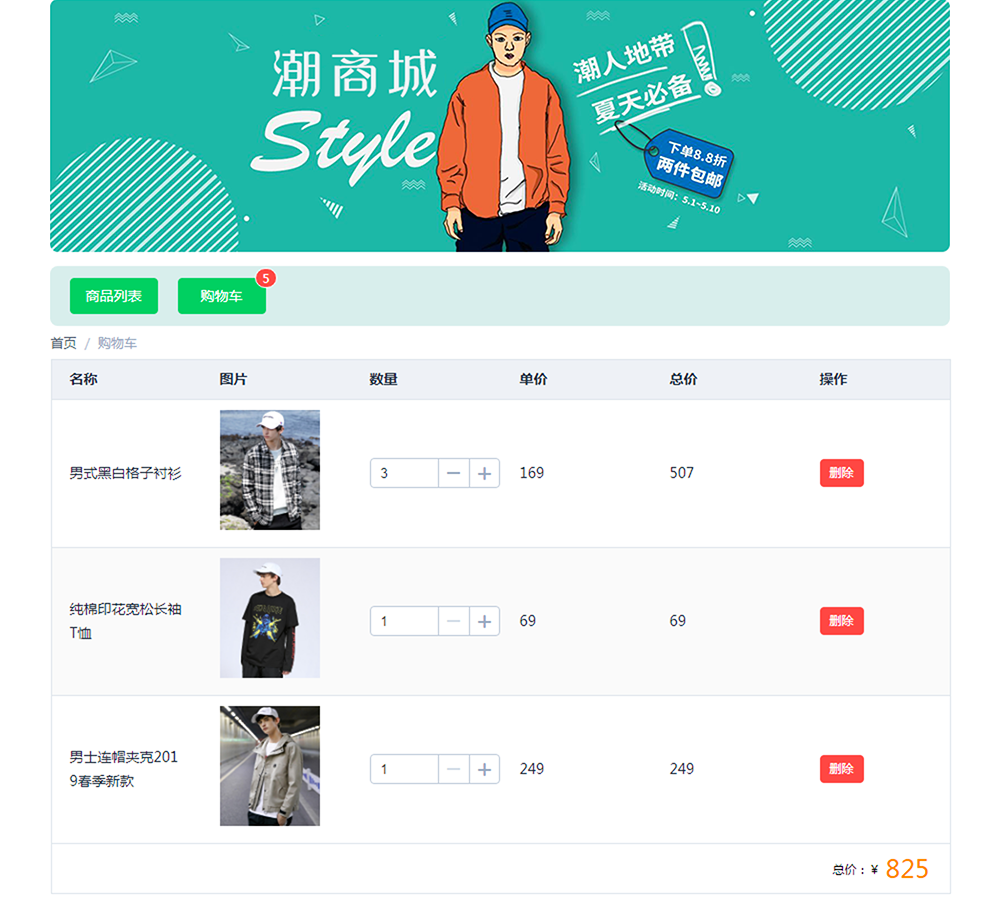 潮商城
Style
潮人地带
夏天必备
下单8.8折
两件包邮
活动时间：5.1~5.10
商品列表
购物车
5
首页 / 购物车
名称 图片 数量 单价 总价 操作
男式黑白格子衬衫 3 169 507 删除
纯棉印花宽松长袖
T恤
1 69 69 删除
男士连帽夹克201
9春季新款
1 249 249 删除
总价：¥ 825